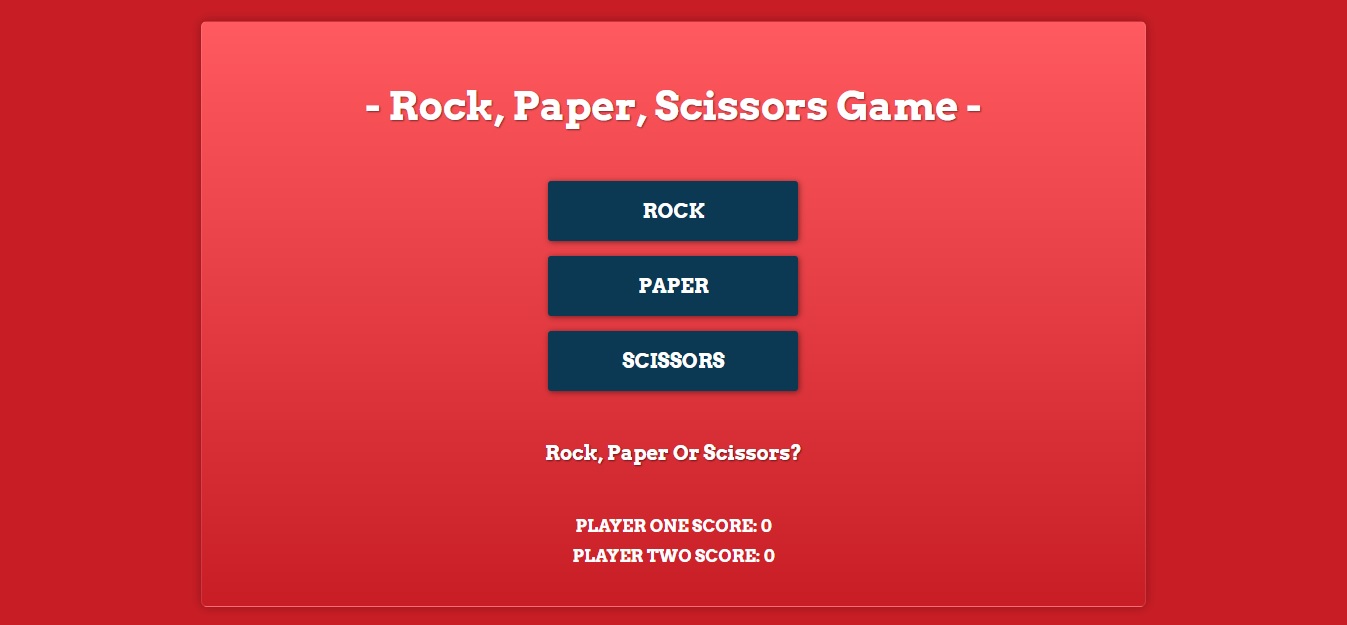 - Rock, Paper, Scissors Game -
ROCK
PAPER
SCISSORS
Rock, Paper Or Scissors?
PLAYER ONE SCORE: 0
PLAYER TWO SCORE: 0